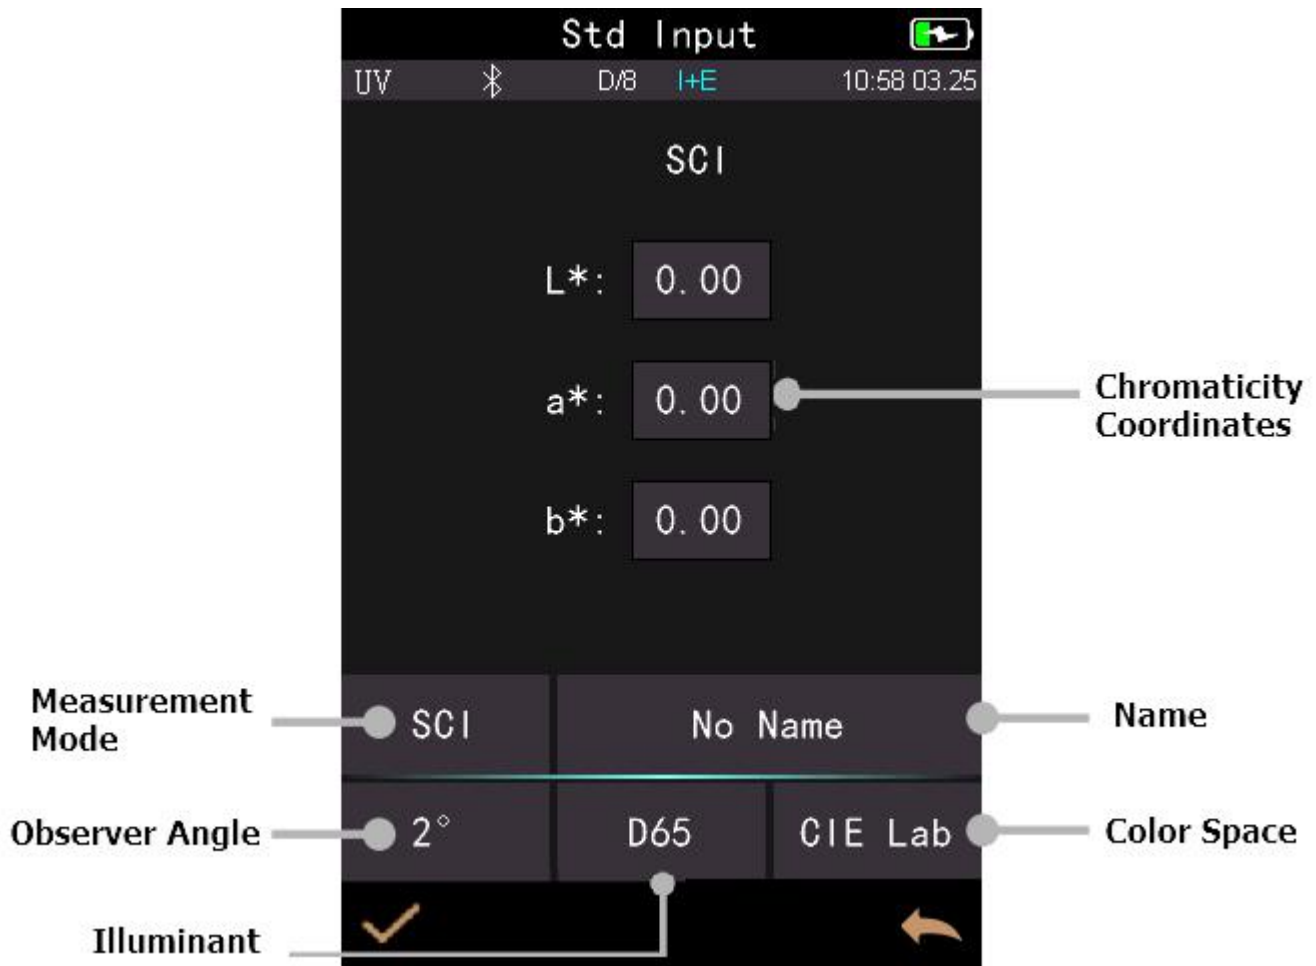 Std Input
UV D/8 I+E 10:58 03.25
SCI
L*: 0.00
a*: 0.00
Chromaticity
Coordinates
b*: 0.00
Measurement
Mode
SCI
No Name
Name
Observer Angle
2°
D65
CIE Lab
Color Space
Illuminant